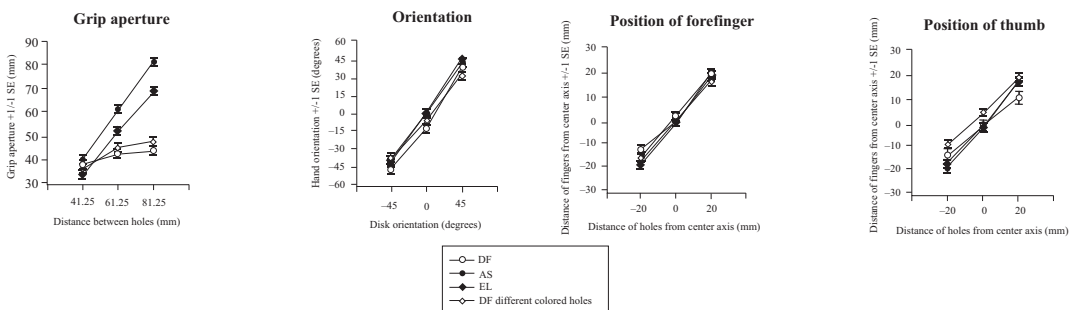 Grip aperture
Grip aperture +1/-1 SE (mm)
90
80
70
60
50
40
30
41.25
61.25
81.25
Distance between holes (mm)
Orientation
Hand orientation +/-1 SE (degrees)
60
45
30
15
0
−15
−30
−45
−60
−45
0
45
Disk orientation (degrees)
Position of forefinger
Distance of fingers from center axis +/-1 SE (mm)
30
20
10
0
−10
−20
−30
−20
0
20
Distance of holes from center axis (mm)
Position of thumb
Distance of fingers from center axis +/-1 SE (mm)
30
20
10
0
−10
−20
−30
−20
0
20
Distance of holes from center axis (mm)
DF
AS
EL
DF different colored holes